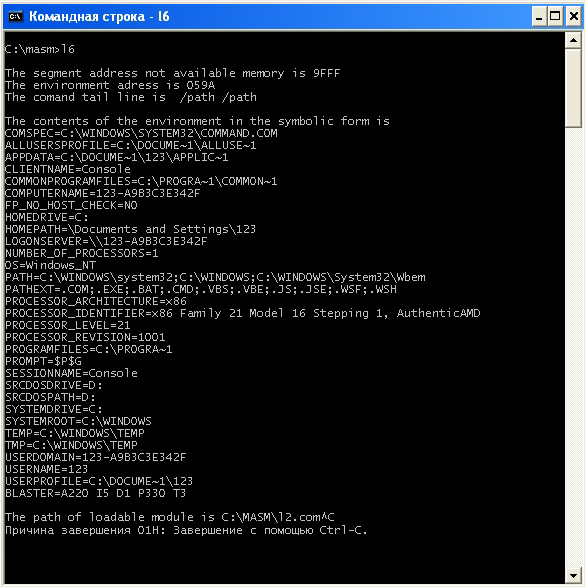 Командная строка - l6
C:\masm>l6
The segment adress not available memory is 9FFF
The environment adress is 059A
The comand tail line is  /path /path
The contents of the environment in the symbolic form is
COMSPEC=C:\WINDOWS\SYSTEM32\COMMAND.COM
ALLUSERSPROFILE=C:\DOCUME~1\ALLUSE~1
APPDATA=C:\DOCUME~1\123\APPLIC~1
CLIENTNAME=Console
COMMONPROGRAMFILES=C:\PROGRA~1\COMMON~1
COMPUTERNAME=123-A9B3C3E342F
FP_NO_HOST_CHECK=NO
HOMEDRIVE=C:
HOMEPATH=\Documents and Settings\123
LOGONSERVER=\\123-A9B3C3E342F
NUMBER_OF_PROCESSORS=1
OS=Windows_NT
PATH=C:\WINDOWS\system32;C:\WINDOWS;C:\WINDOWS\System32\Wbem
PATHEXT=.COM;.EXE;.BAT;.CMD;.VBS;.VBE;.JS;.JSE;.WSF;.WSH
PROCESSOR_ARCHITECTURE=x86
PROCESSOR_IDENTIFIER=x86 Family 21 Model 16 Stepping 1, AuthenticAMD
PROCESSOR_LEVEL=21
PROCESSOR_REVISION=1001
PROGRAMFILES=C:\PROGRA~1
PROMPT=$P$G
SESSIONNAME=Console
SRCDOSDRIVE=D:
SRCDOSPATH=D:
SYSTEMDRIVE=C:
SYSTEMROOT=C:\WINDOWS
TEMP=C:\WINDOWS\TEMP
TMP=C:\WINDOWS\TEMP
USERDOMAIN=123-A9B3C3E342F
USERNAME=123
USERPROFILE=C:\DOCUME~1\123
BLASTER=A220 I5 D1 P330 T3
The path of loadable module is C:\MASM\l2.com^C
Причина завершения 01H: Завершение с помощью Ctrl-C.